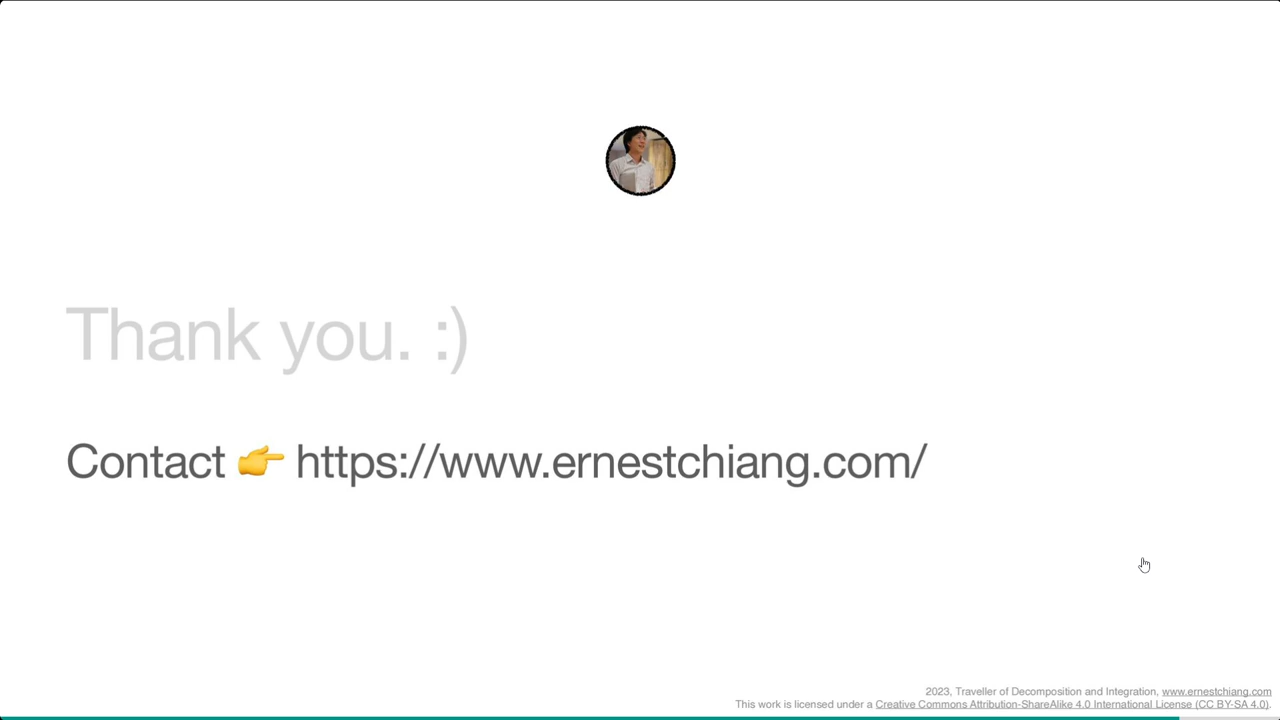 Thank you. :)
Contact 👉 https://www.ernestchiang.com/
2023, Traveller of Decomposition and Integration, www.ernestchiang.com
This work is licensed under a Creative Commons Attribution-ShareAlike 4.0 International License (CC BY-SA 4.0).